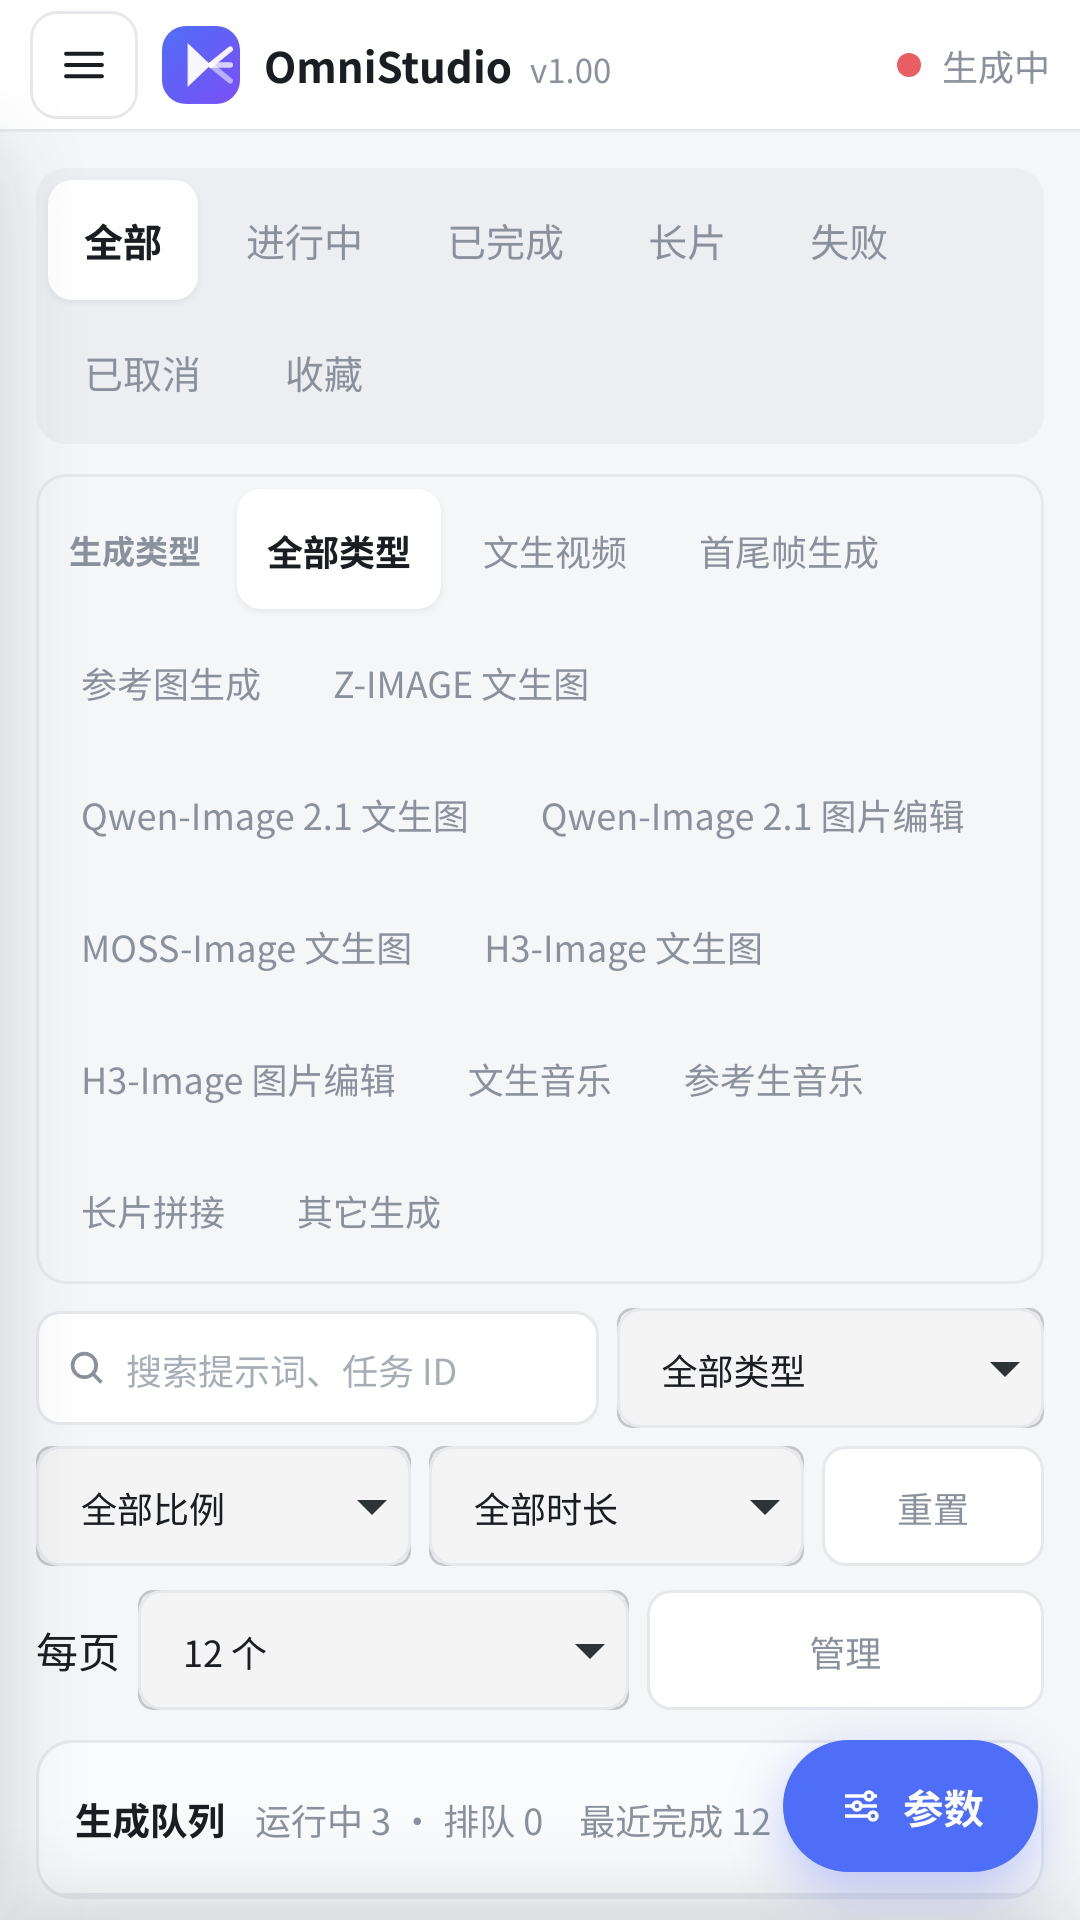 OmniStudio v1.00 生成中
全部 进行中 已完成 长片 失败
已取消 收藏
生成类型 全部类型 文生视频 首尾帧生成
参考图生成 Z-IMAGE 文生图
Qwen-Image 2.1 文生图 Qwen-Image 2.1 图片编辑
MOSS-Image 文生图 H3-Image 文生图
H3-Image 图片编辑 文生音乐 参考生音乐
长片拼接 其它生成
搜索提示词、任务 ID 全部类型
全部比例 全部时长 重置
每页 12 个 管理
生成队列 运行中 3 · 排队 0 最近完成 12 参数